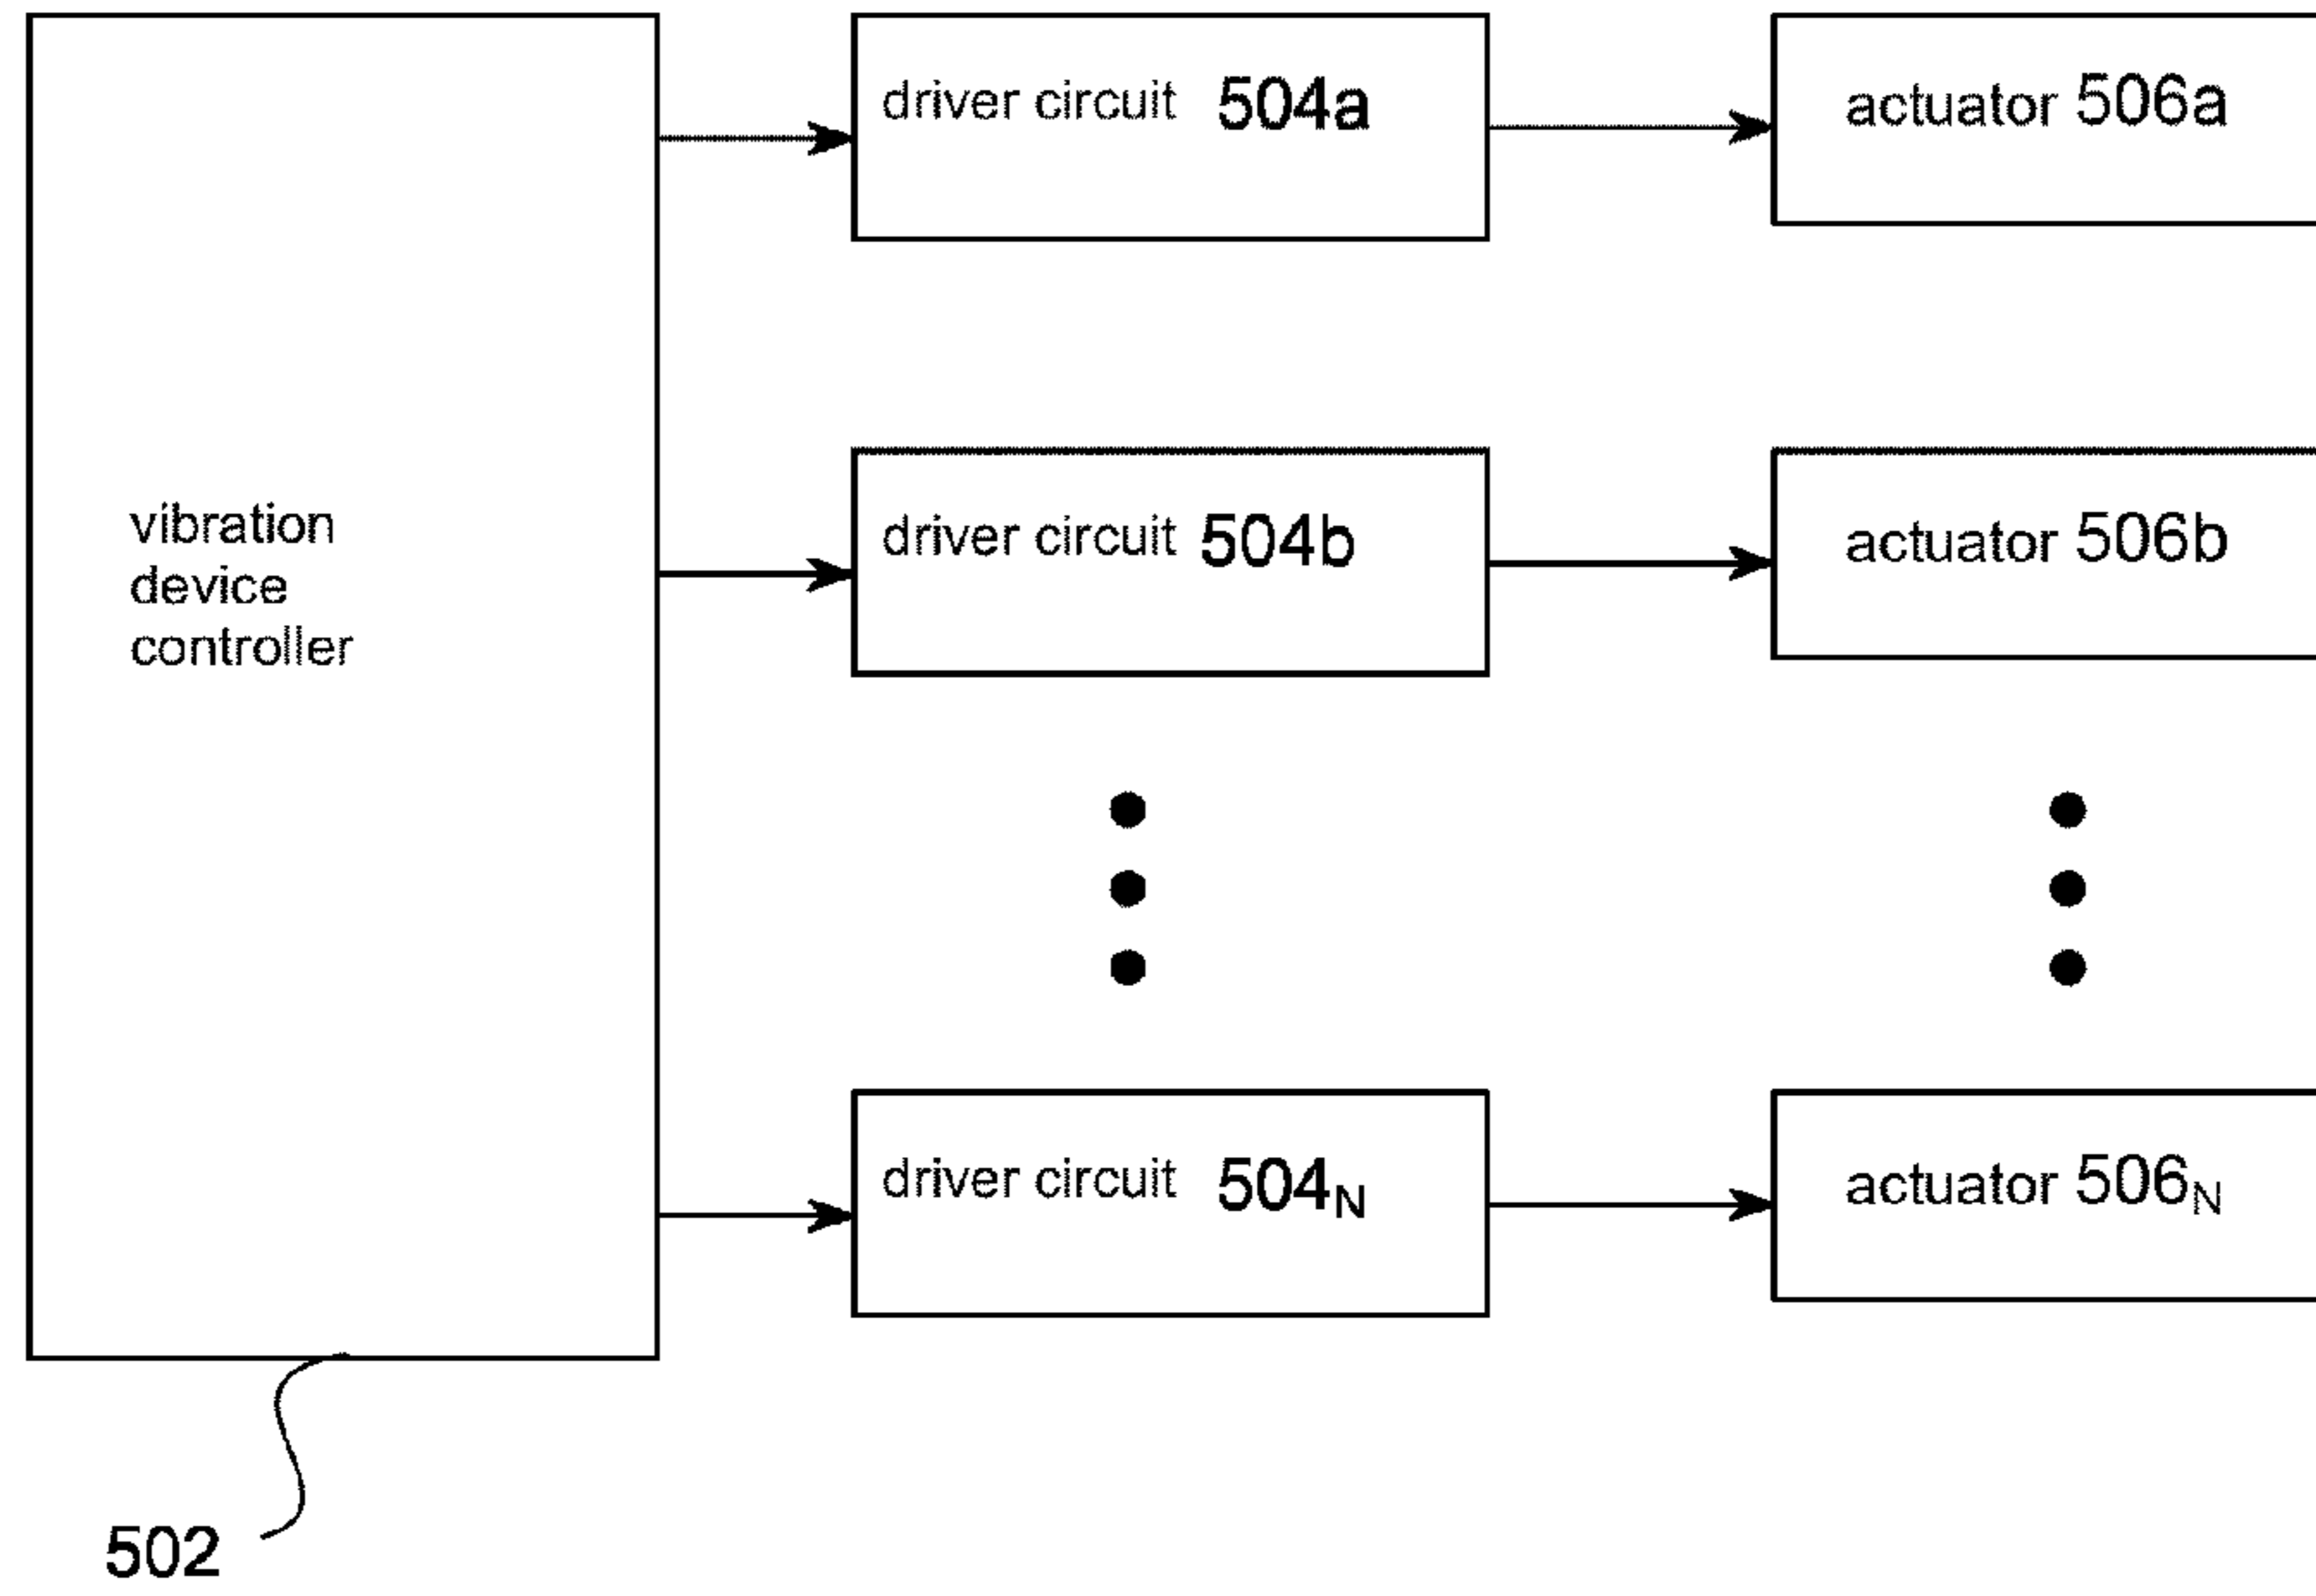 driver circuit 504a
actuator 506a
vibration
device
controller
driver circuit 504b
actuator 506b
driver circuit 504N
actuator 506N
502